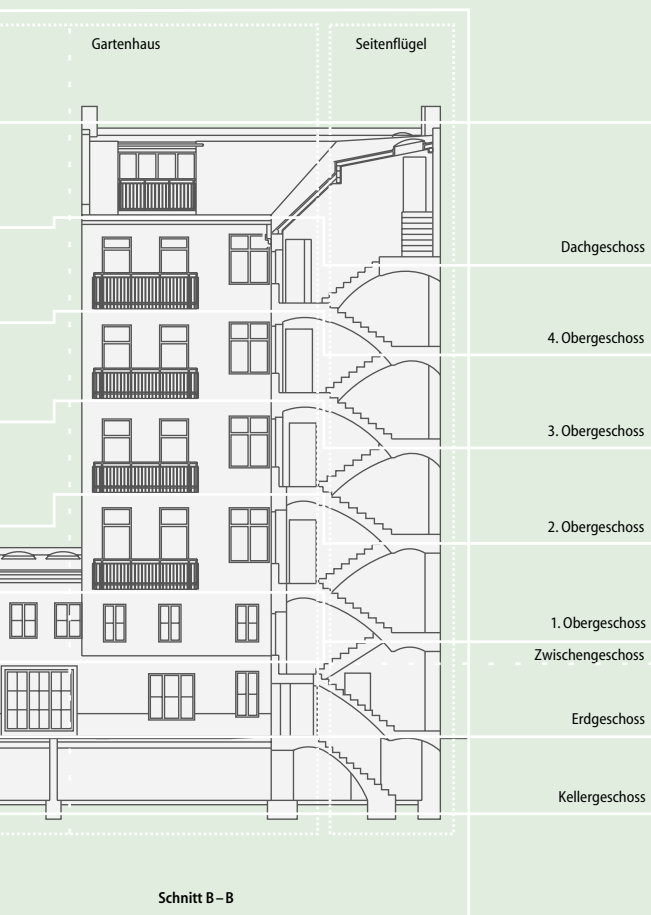 Gartenhaus
Seitenflügel
Dachgeschoss
4. Obergeschoss
3. Obergeschoss
2. Obergeschoss
1. Obergeschoss
Zwischengeschoss
Erdgeschoss
Kellergeschoss
Schnitt B – B